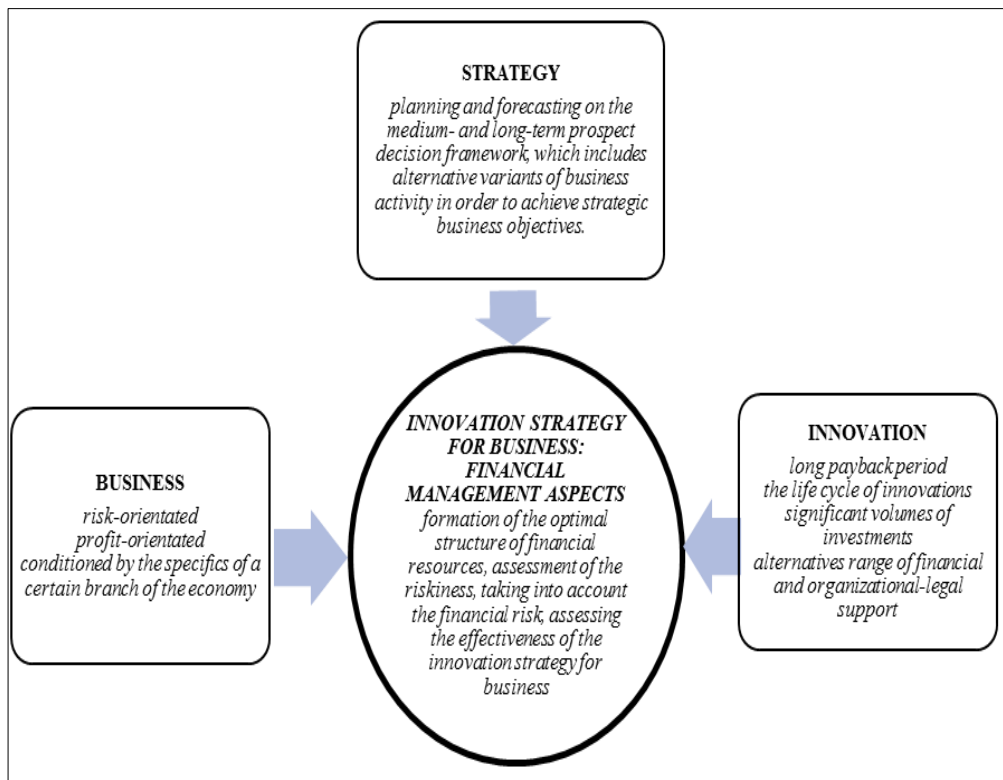 STRATEGY
planning and forecasting on the
medium- and long-term prospect
decision framework, which includes
alternative variants of business
activity in order to achieve strategic
business objectives.
BUSINESS
risk-orientated
profit-orientated
conditioned by the specifics of a
certain branch of the economy
INNOVATION STRATEGY
FOR BUSINESS:
FINANCIAL
MANAGEMENT ASPECTS
formation of the optimal
structure of financial
resources, assessment of the
riskiness, taking into account
the financial risk, assessing
the effectiveness of the
innovation strategy for
business
INNOVATION
long payback period
the life cycle of innovations
significant volumes of
investments
alternatives range of financial
and organizational-legal
support